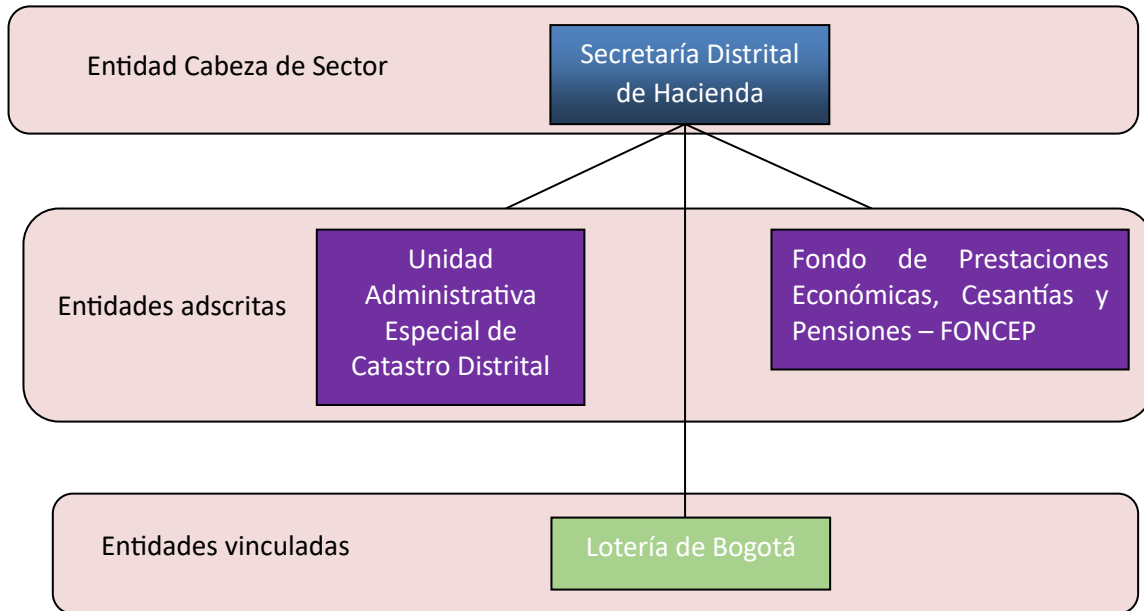 Entidad Cabeza de Sector
Secretaría Distrital
de Hacienda
Entidades adscritas
Unidad
Administrativa
Especial de
Catastro Distrital
Fondo de Prestaciones
Económicas, Cesantías y
Pensiones – FONCEP
Entidades vinculadas
Lotería de Bogotá